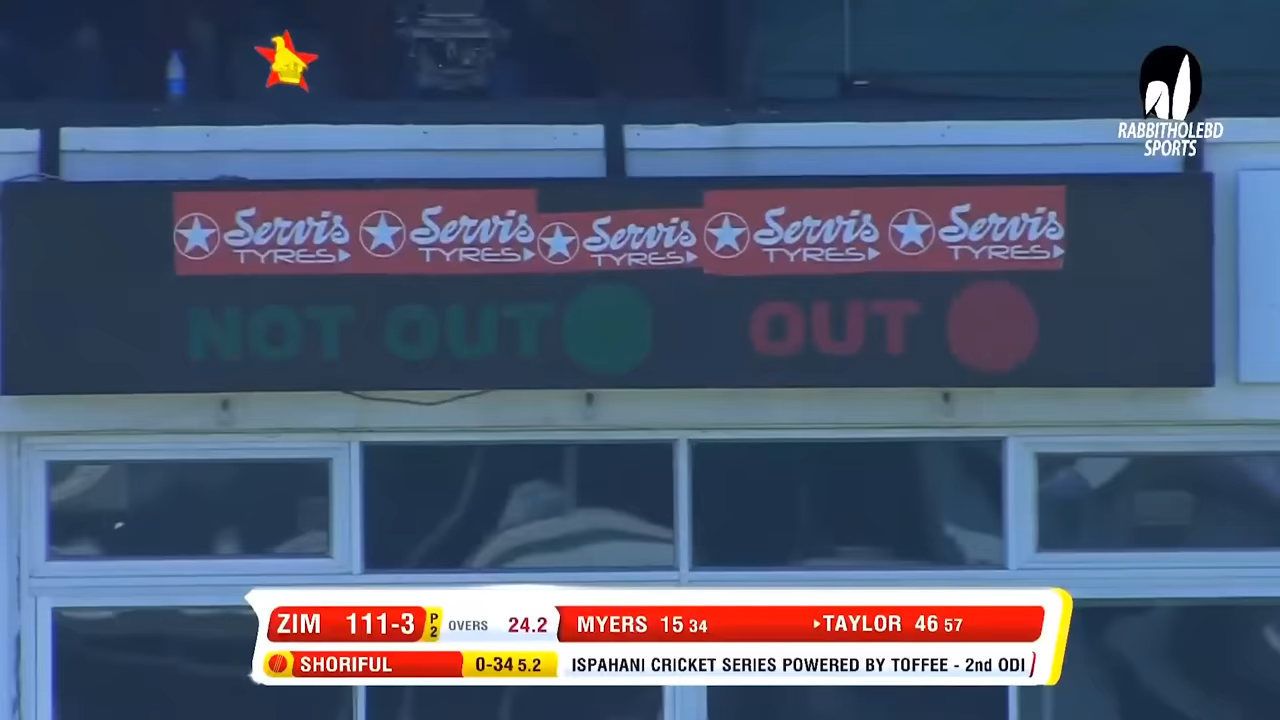 RABBITHOLEBD
SPORTS
Servis TYRES Servis TYRES Servis TYRES Servis TYRES Servis TYRES
NOT OUT OUT
ZIM 111-3 P2 OVERS 24.2 MYERS 15 34 TAYLOR 46 57
SHORIFUL 0-34 5.2 ISPAHANI CRICKET SERIES POWERED BY TOFFEE - 2nd ODI